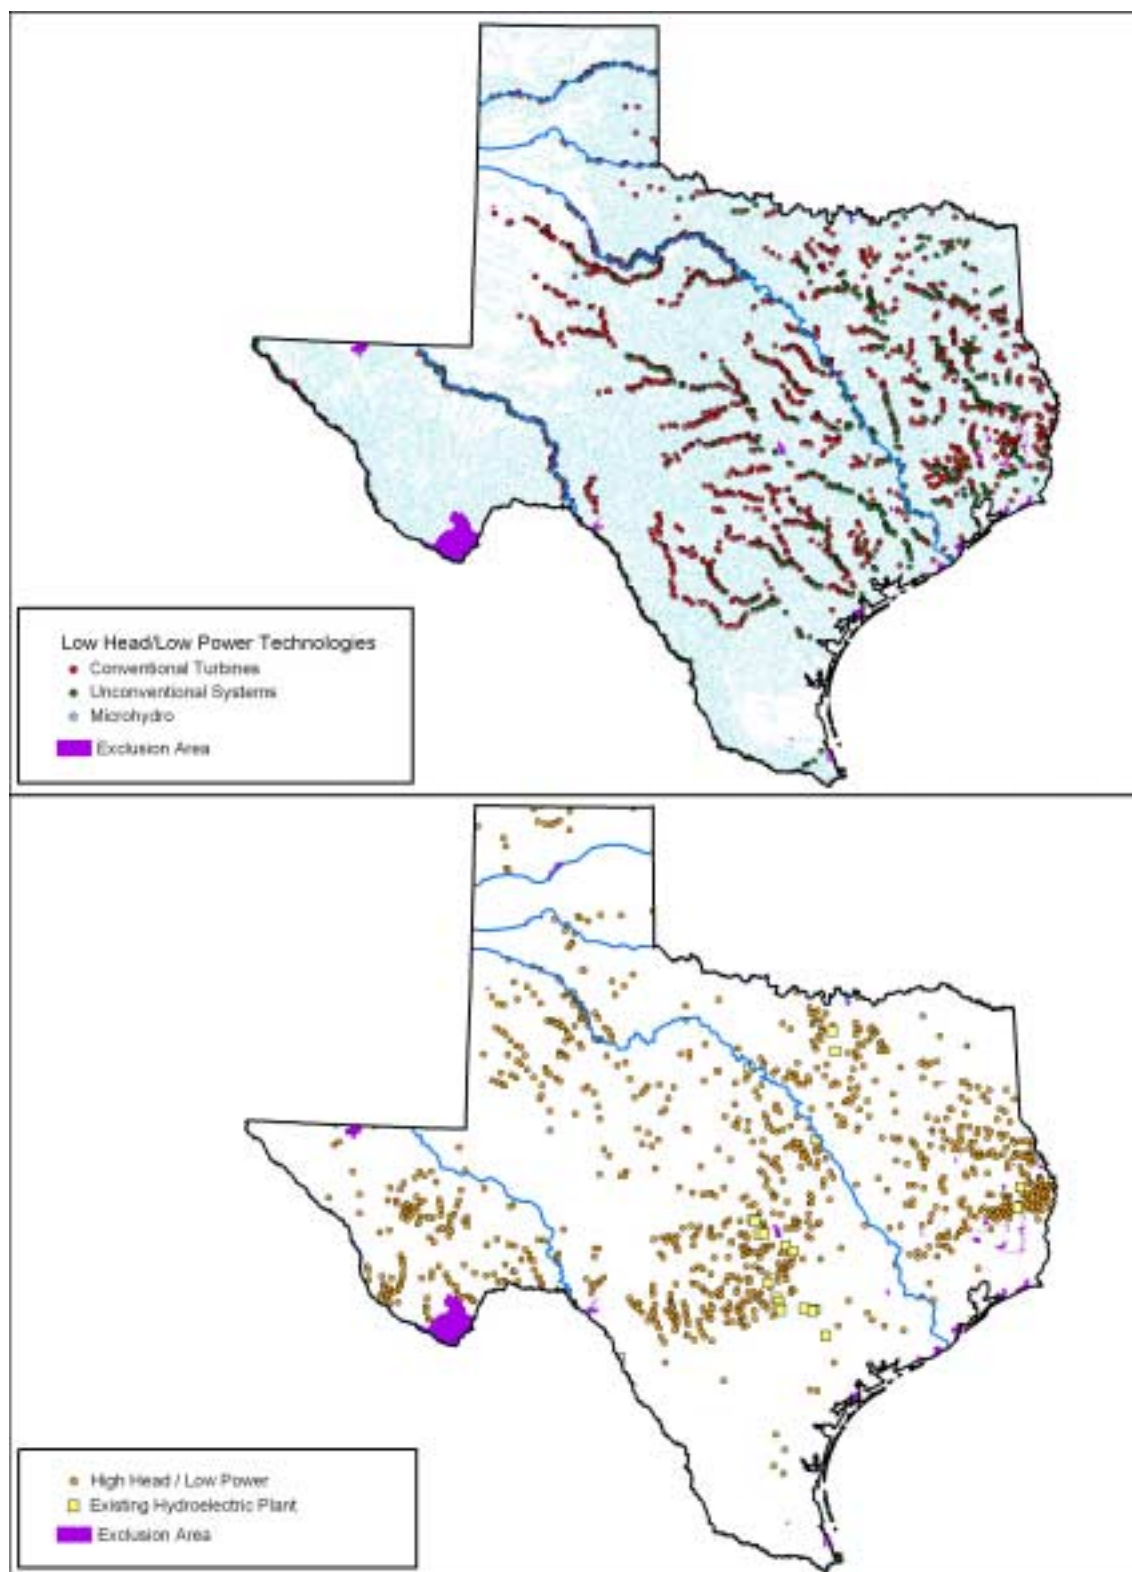 Low Head/Low Power Technologies
Conventional Turbines
Unconventional Systems
Microhydro
Exclusion Area
High Head / Low Power
Existing Hydroelectric Plant
Exclusion Area